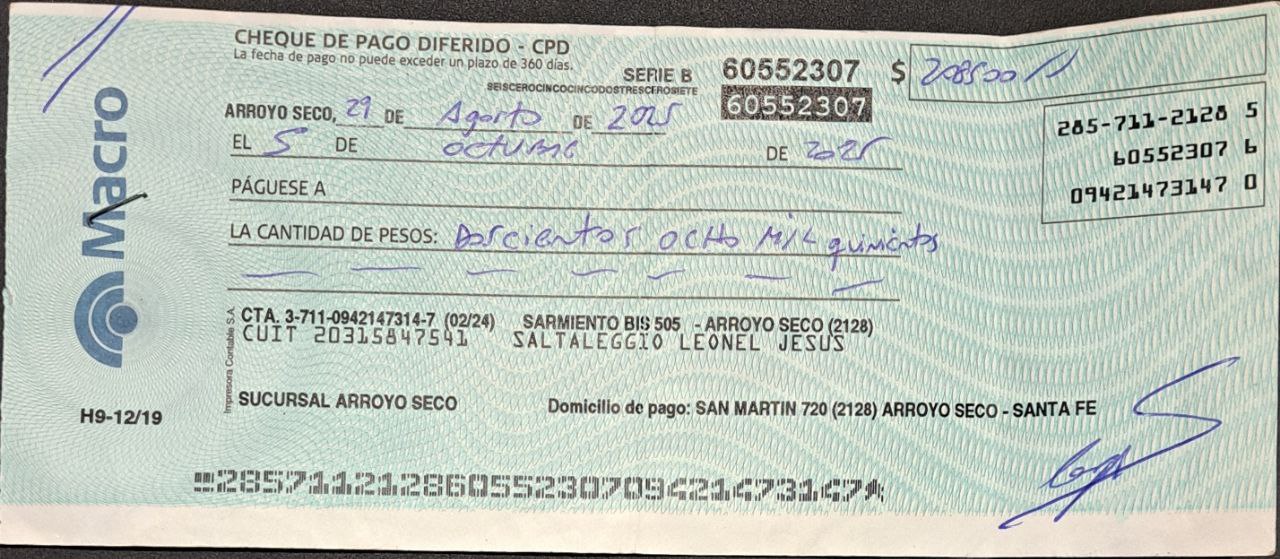 CHEQUE DE PAGO DIFERIDO - CPD
La fecha de pago no puede exceder un plazo de 360 días.
SERIE B 60552307 $ 208500
SEISCEROCINCOCINCODOSTRESCEROSIETE
60552307
ARROYO SECO, 29 DE Agosto DE 2025
EL 5 DE octubre DE 2025
PÁGUESE A
LA CANTIDAD DE PESOS: Doscientos ocho mil quinientos
285-711-2128 5
60552307 6
09421473147 0
Macro
CTA. 3-711-0942147314-7 (02/24) SARMIENTO BIS 505 - ARROYO SECO (2128)
CUIT 20315847541 SALTALEGGIO LEONEL JESUS
Impresora Contable S.A.
SUCURSAL ARROYO SECO
Domicilio de pago: SAN MARTIN 720 (2128) ARROYO SECO - SANTA FE
H9-12/19
28571121286055230709421473147